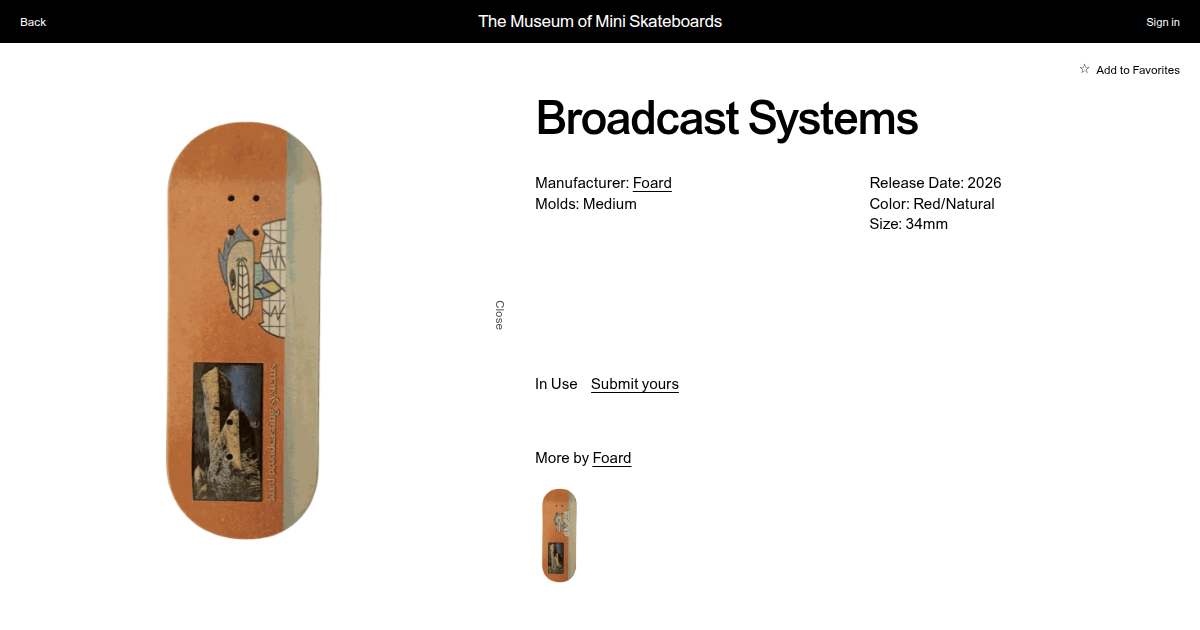 Back
The Museum of Mini Skateboards
Sign in
☆ Add to Favorites
Broadcast Systems
Manufacturer: Foard
Molds: Medium
Release Date: 2026
Color: Red/Natural
Size: 34mm
Close
In Use Submit yours
More by Foard